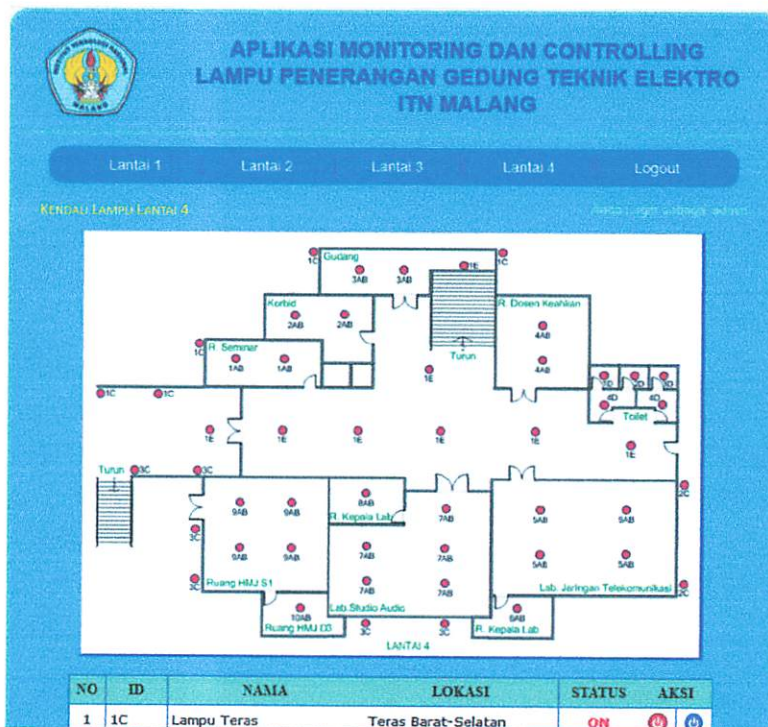 INSTITUT TEKNOLOGI NASIONAL
MALANG
APLIKASI MONITORING DAN CONTROLLING
LAMPU PENERANGAN GEDUNG TEKNIK ELEKTRO
ITN MALANG
Lantai 1 Lantai 2 Lantai 3 Lantai 4 Logout
KENDALI LAMPU LANTAI 4
Gudang
1C 3AB 3AB 1E 1C
Korbid
2AB 2AB
R. Dosen Keahlian
4AB
4AB
R. Seminar
1C
1AB 1AB
Turun
1E
4D 4D
Toilet
1C 1C
1E 1E 1E 1E 1E 1E
Turun
3C 3C
2C
9AB 9AB
8AB
R. Kepala Lab
7AB
5AB 5AB
3C
9AB 9AB
7AB 7AB
5AB 5AB
3C
Ruang HMJ S1
7AB 7AB
Lab. Jaringan Telekomunikasi
2C
10AB
Ruang HMJ D3
Lab.Studio Audio
6AB
R. Kepala Lab
3C 3C
LANTAI 4
NO ID NAMA LOKASI STATUS AKSI
1 1C Lampu Teras Teras Barat-Selatan ON